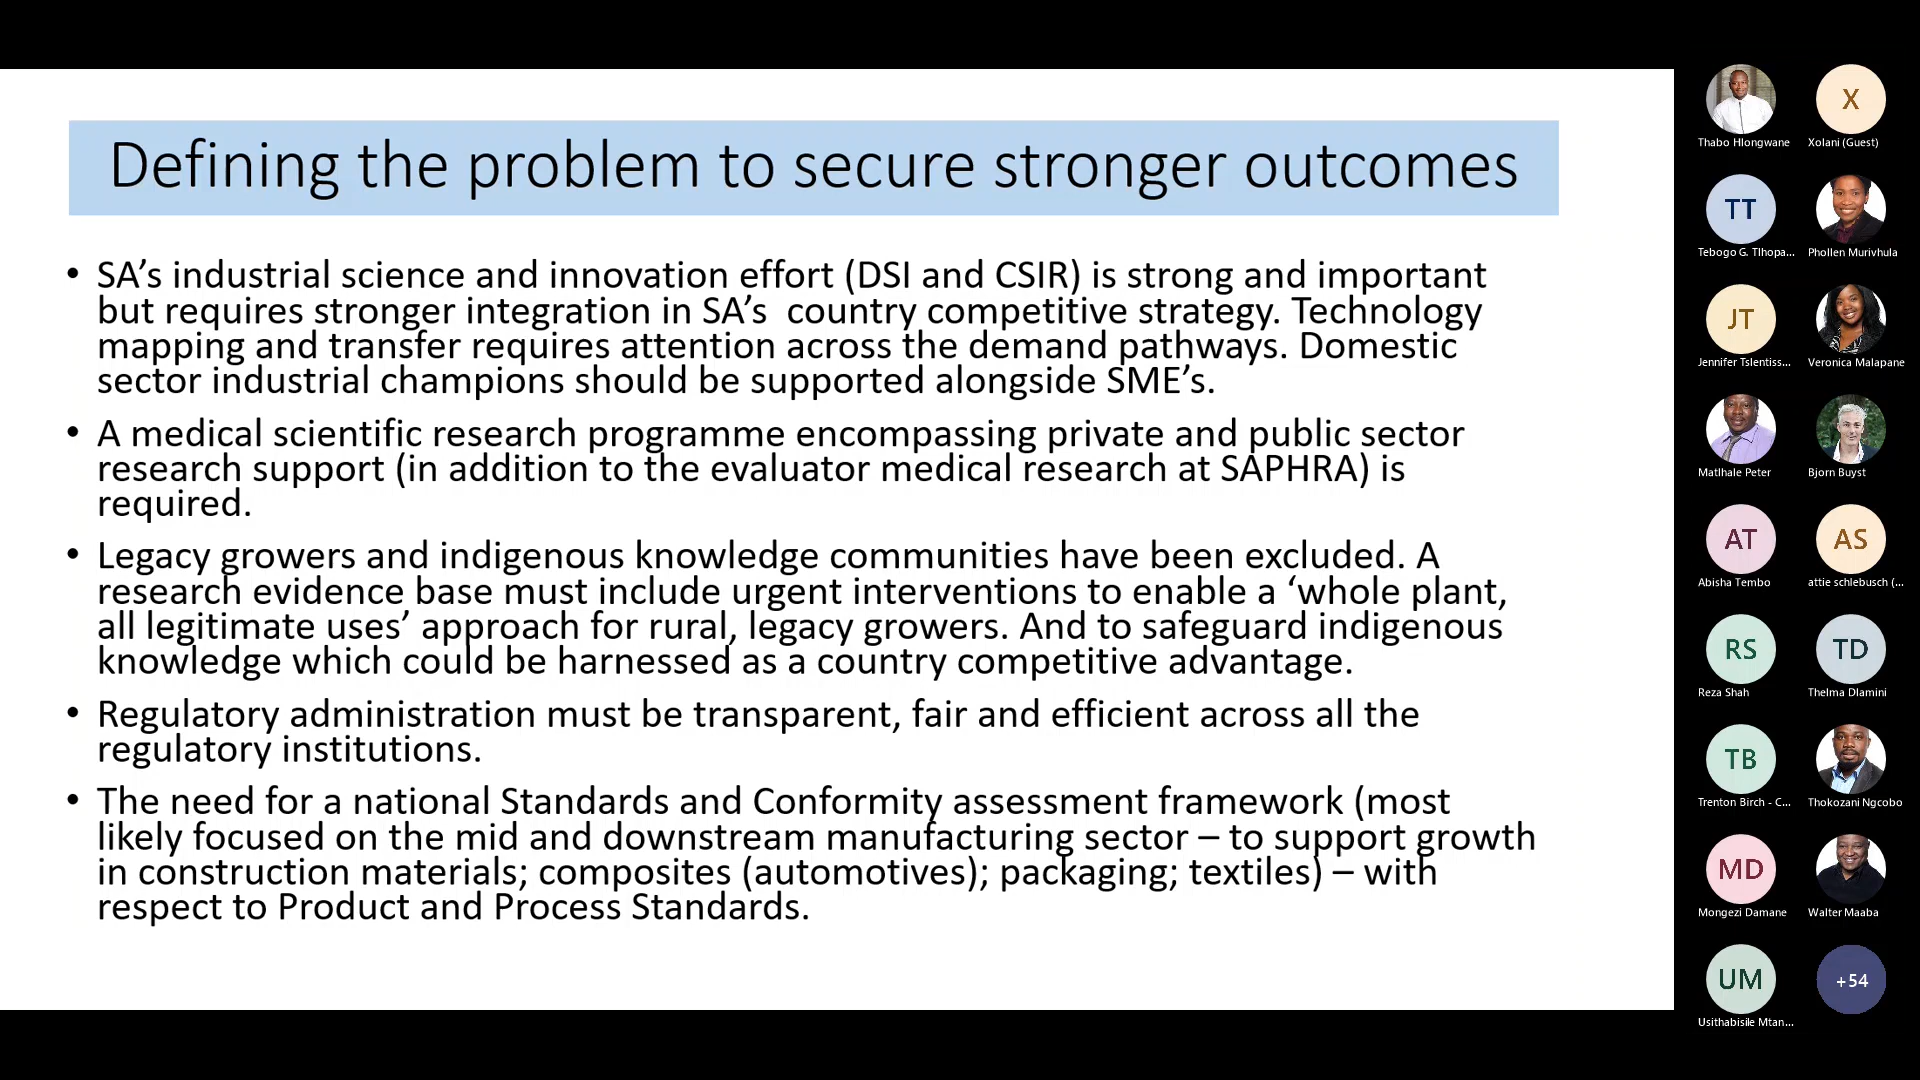 Defining the problem to secure stronger outcomes
• SA’s industrial science and innovation effort (DSI and CSIR) is strong and important
but requires stronger integration in SA’s  country competitive strategy. Technology
mapping and transfer requires attention across the demand pathways. Domestic
sector industrial champions should be supported alongside SME’s.
• A medical scientific research programme encompassing private and public sector
research support (in addition to the evaluator medical research at SAPHRA) is
required.
• Legacy growers and indigenous knowledge communities have been excluded. A
research evidence base must include urgent interventions to enable a ‘whole plant,
all legitimate uses’ approach for rural, legacy growers. And to safeguard indigenous
knowledge which could be harnessed as a country competitive advantage.
• Regulatory administration must be transparent, fair and efficient across all the
regulatory institutions.
• The need for a national Standards and Conformity assessment framework (most
likely focused on the mid and downstream manufacturing sector – to support growth
in construction materials; composites (automotives); packaging; textiles) – with
respect to Product and Process Standards.
X
Thabo Hlongwane
Xolani (Guest)
TT
Tebogo G. Tlhopa...
Phollen Murivhula
JT
Jennifer Tslentiss...
Veronica Malapane
Matlhale Peter
Bjorn Buyst
AT
AS
Abisha Tembo
attie schlebusch (...
RS
TD
Reza Shah
Thelma Dlamini
TB
Trenton Birch - C...
Thokozani Ngcobo
MD
Mongezi Damane
Walter Maaba
UM
+54
Usithabisile Mtan...